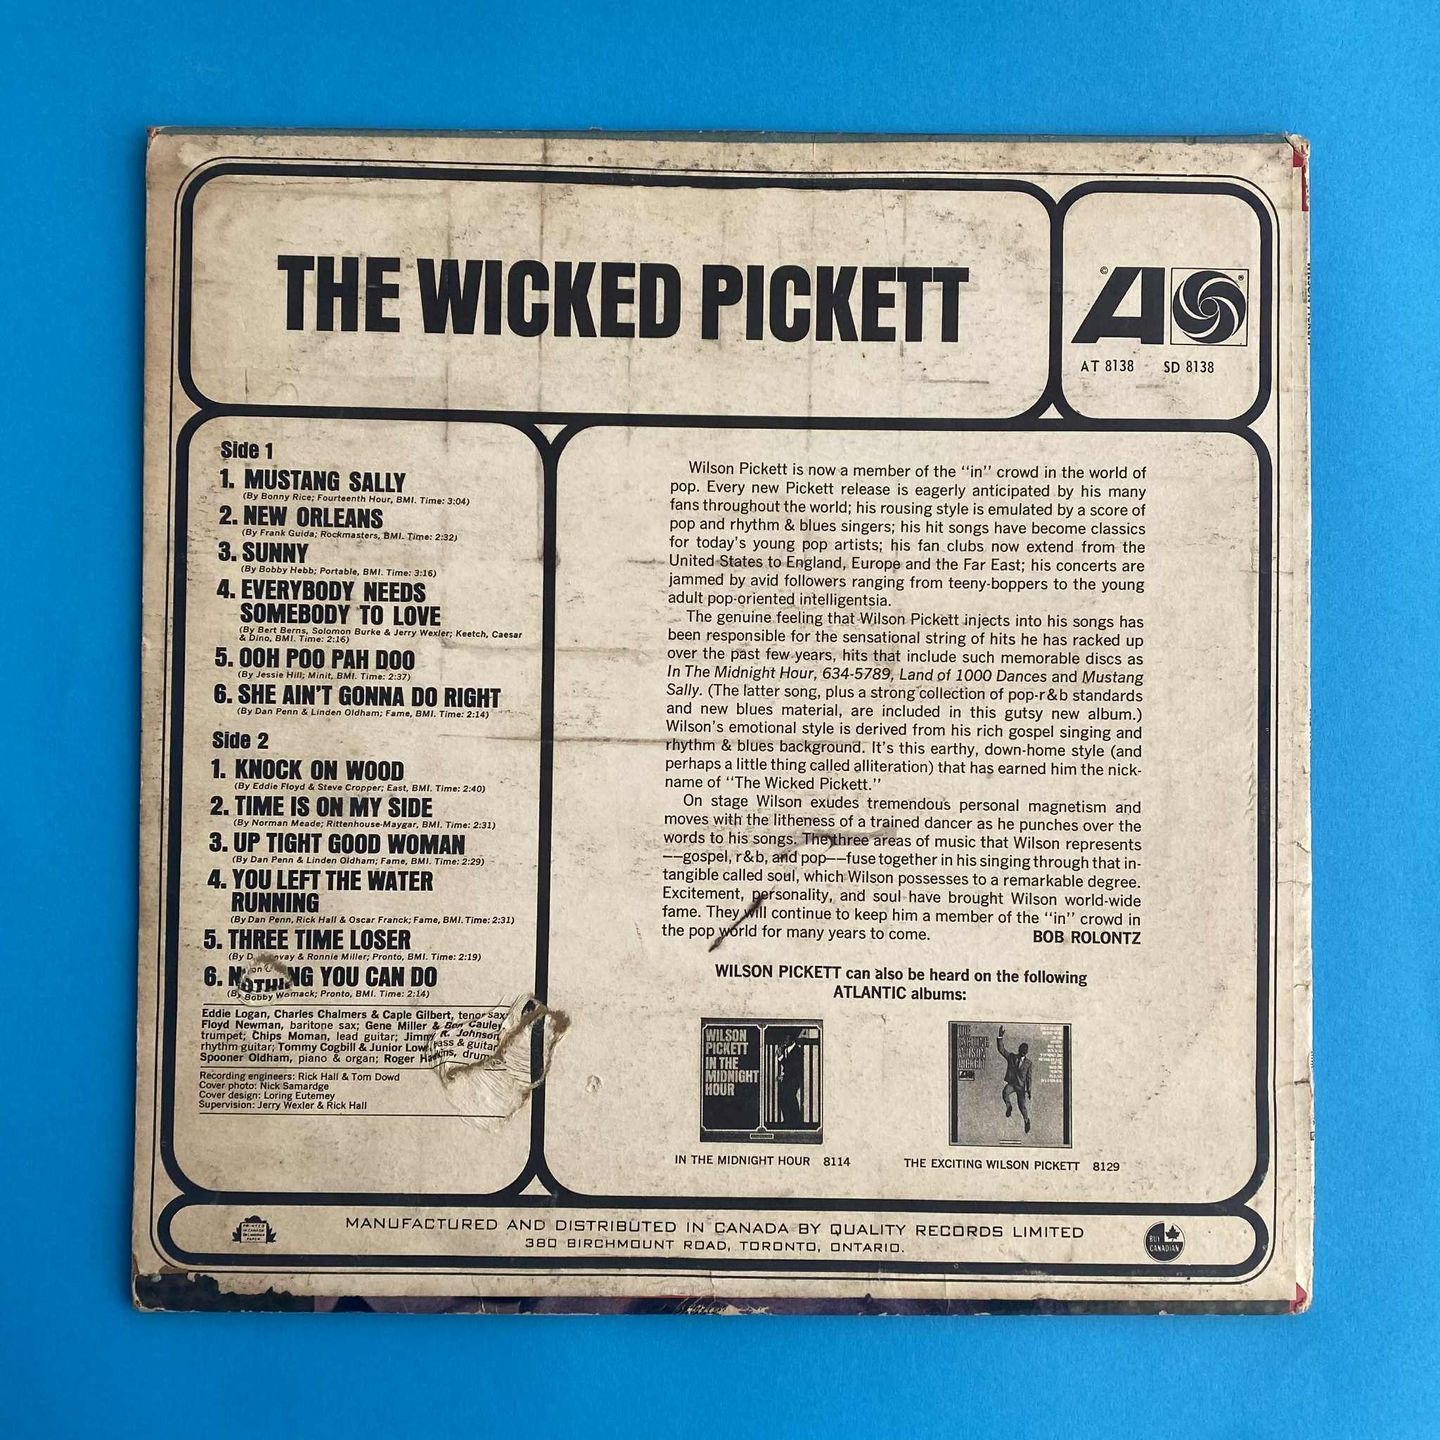 THE WICKED PICKETT
© A ®
AT 8138 SD 8138
Side 1
1. MUSTANG SALLY
(By Bonny Rice; Fourteenth Hour, BMI. Time: 3:04)
2. NEW ORLEANS
(By Frank Guida; Rockmasters, BMI. Time: 2:32)
3. SUNNY
(By Bobby Hebb; Portable, BMI. Time: 3:16)
4. EVERYBODY NEEDS
SOMEBODY TO LOVE
(By Bert Berns, Solomon Burke & Jerry Wexler; Keetch, Caesar
& Dino, BMI. Time: 2:16)
5. OOH POO PAH DOO
(By Jessie Hill; Minit, BMI. Time: 2:37)
6. SHE AIN'T GONNA DO RIGHT
(By Dan Penn & Linden Oldham; Fame, BMI. Time: 2:14)
Side 2
1. KNOCK ON WOOD
(By Eddie Floyd & Steve Cropper; East, BMI. Time: 2:40)
2. TIME IS ON MY SIDE
(By Norman Meade; Rittenhouse-Maygar, BMI. Time: 2:31)
3. UP TIGHT GOOD WOMAN
(By Dan Penn & Linden Oldham; Fame, BMI. Time: 2:29)
4. YOU LEFT THE WATER
RUNNING
(By Dan Penn, Rick Hall & Oscar Franck; Fame, BMI. Time: 2:31)
5. THREE TIME LOSER
(By & Ronnie Miller; Pronto, BMI. Time: 2:19)
6. NOTHING YOU CAN DO
(By Bobby Womack; Pronto, BMI. Time: 2:14)
Eddie Logan, Charles Chalmers & Caple Gilbert, tenor sax;
Floyd Newman, baritone sax; Gene Miller & Ben Cauley,
trumpet; Chips Moman, lead guitar; Jimmy R. Johnson
rhythm guitar; Tommy Cogbill & Junior Low bass & guitar
Spooner Oldham, piano & organ; Roger Hawkins, drums
Recording engineers: Rick Hall & Tom Dowd
Cover photo: Nick Samardge
Cover design: Loring Eutemey
Supervision: Jerry Wexler & Rick Hall
Wilson Pickett is now a member of the "in" crowd in the world of
pop. Every new Pickett release is eagerly anticipated by his many
fans throughout the world; his rousing style is emulated by a score of
pop and rhythm & blues singers; his hit songs have become classics
for today's young pop artists; his fan clubs now extend from the
United States to England, Europe and the Far East; his concerts are
jammed by avid followers ranging from teeny-boppers to the young
adult pop-oriented intelligentsia.
The genuine feeling that Wilson Pickett injects into his songs has
been responsible for the sensational string of hits he has racked up
over the past few years, hits that include such memorable discs as
In The Midnight Hour, 634-5789, Land of 1000 Dances and Mustang
Sally. (The latter song, plus a strong collection of pop-r&b standards
and new blues material, are included in this gutsy new album.)
Wilson's emotional style is derived from his rich gospel singing and
rhythm & blues background. It's this earthy, down-home style (and
perhaps a little thing called alliteration) that has earned him the nick-
name of "The Wicked Pickett."
On stage Wilson exudes tremendous personal magnetism and
moves with the litheness of a trained dancer as he punches over the
words to his songs. The three areas of music that Wilson represents
—gospel, r&b, and pop—fuse together in his singing through that in-
tangible called soul, which Wilson possesses to a remarkable degree.
Excitement, personality, and soul have brought Wilson world-wide
fame. They will continue to keep him a member of the "in" crowd in
the pop world for many years to come. BOB ROLONTZ
WILSON PICKETT can also be heard on the following
ATLANTIC albums:
WILSON
PICKETT
IN THE
MIDNIGHT
HOUR
THE
EXCITING
WILSON
PICKETT
IN THE MIDNIGHT HOUR 8114
THE EXCITING WILSON PICKETT 8129
PRINTED
IN CANADA
ON CANADIAN
PAPER
MANUFACTURED AND DISTRIBUTED IN CANADA BY QUALITY RECORDS LIMITED
380 BIRCHMOUNT ROAD, TORONTO, ONTARIO.
BUY
CANADIAN